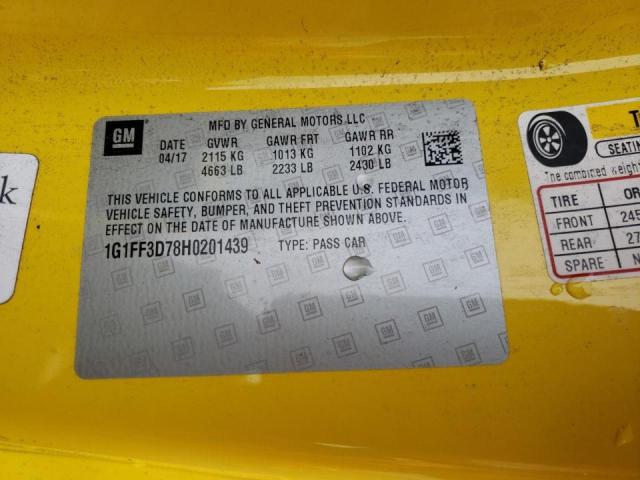 GM
MFD BY GENERAL MOTORS LLC
DATE GVWR GAWR FRT GAWR RR
04/17 2115 KG 1013 KG 1102 KG
4663 LB 2233 LB 2430 LB
THIS VEHICLE CONFORMS TO ALL APPLICABLE U.S. FEDERAL MOTOR
VEHICLE SAFETY, BUMPER, AND THEFT PREVENTION STANDARDS IN
EFFECT ON THE DATE OF MANUFACTURE SHOWN ABOVE.
1G1FF3D78H0201439 TYPE: PASS CAR
SEATIN
The combined weight
TIRE
FRONT 245
REAR 27
SPARE N
k